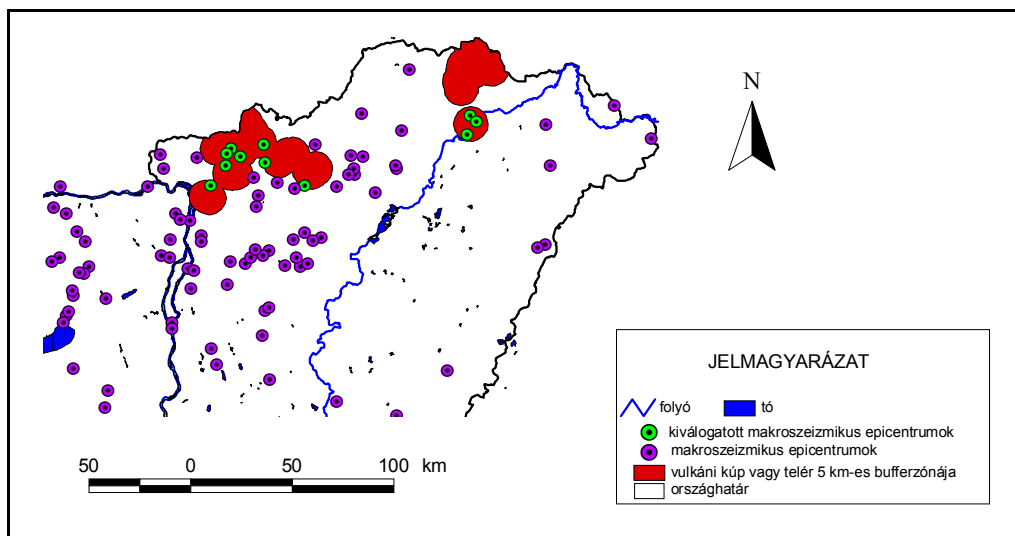 N
JELMAGYARÁZAT
folyó tó
kiválogatott makroszeizmikus epicentrumok
makroszeizmikus epicentrumok
vulkáni kúp vagy telér 5 km-es bufferzónája
országhatár
50 0 50 100 km